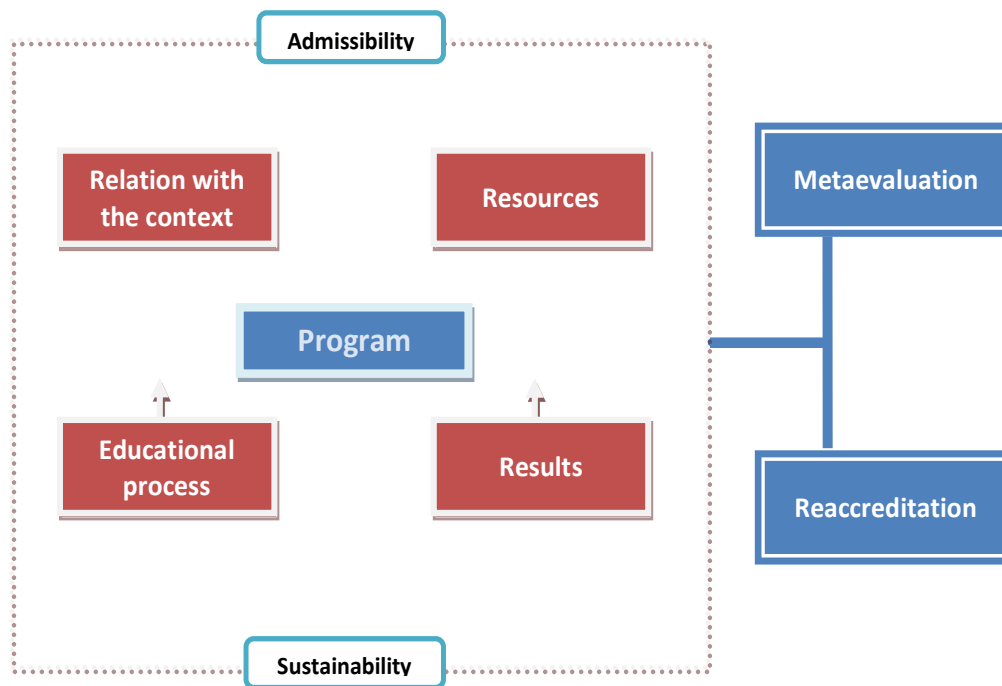 Admissibility
Relation with
the context
Resources
Metaevaluation
Program
Educational
process
Results
Reaccreditation
Sustainability